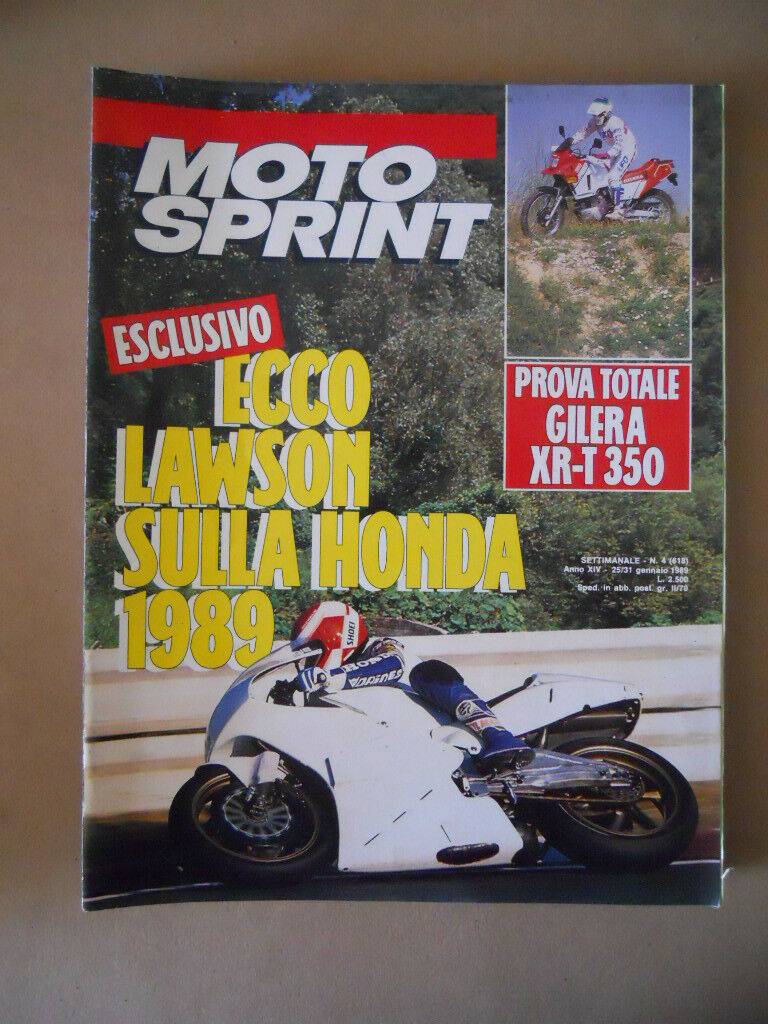 MOTO
SPRINT
ESCLUSIVO
ECCO
LAWSON
SULLA HONDA
1989
PROVA TOTALE
GILERA
XR-T 350
SETTIMANALE - N. 4 (618)
Anno XIV - 25/31 gennaio 1989
L. 2.500
Sped. in abb. post. gr. II/70
SHOEI
HONDA